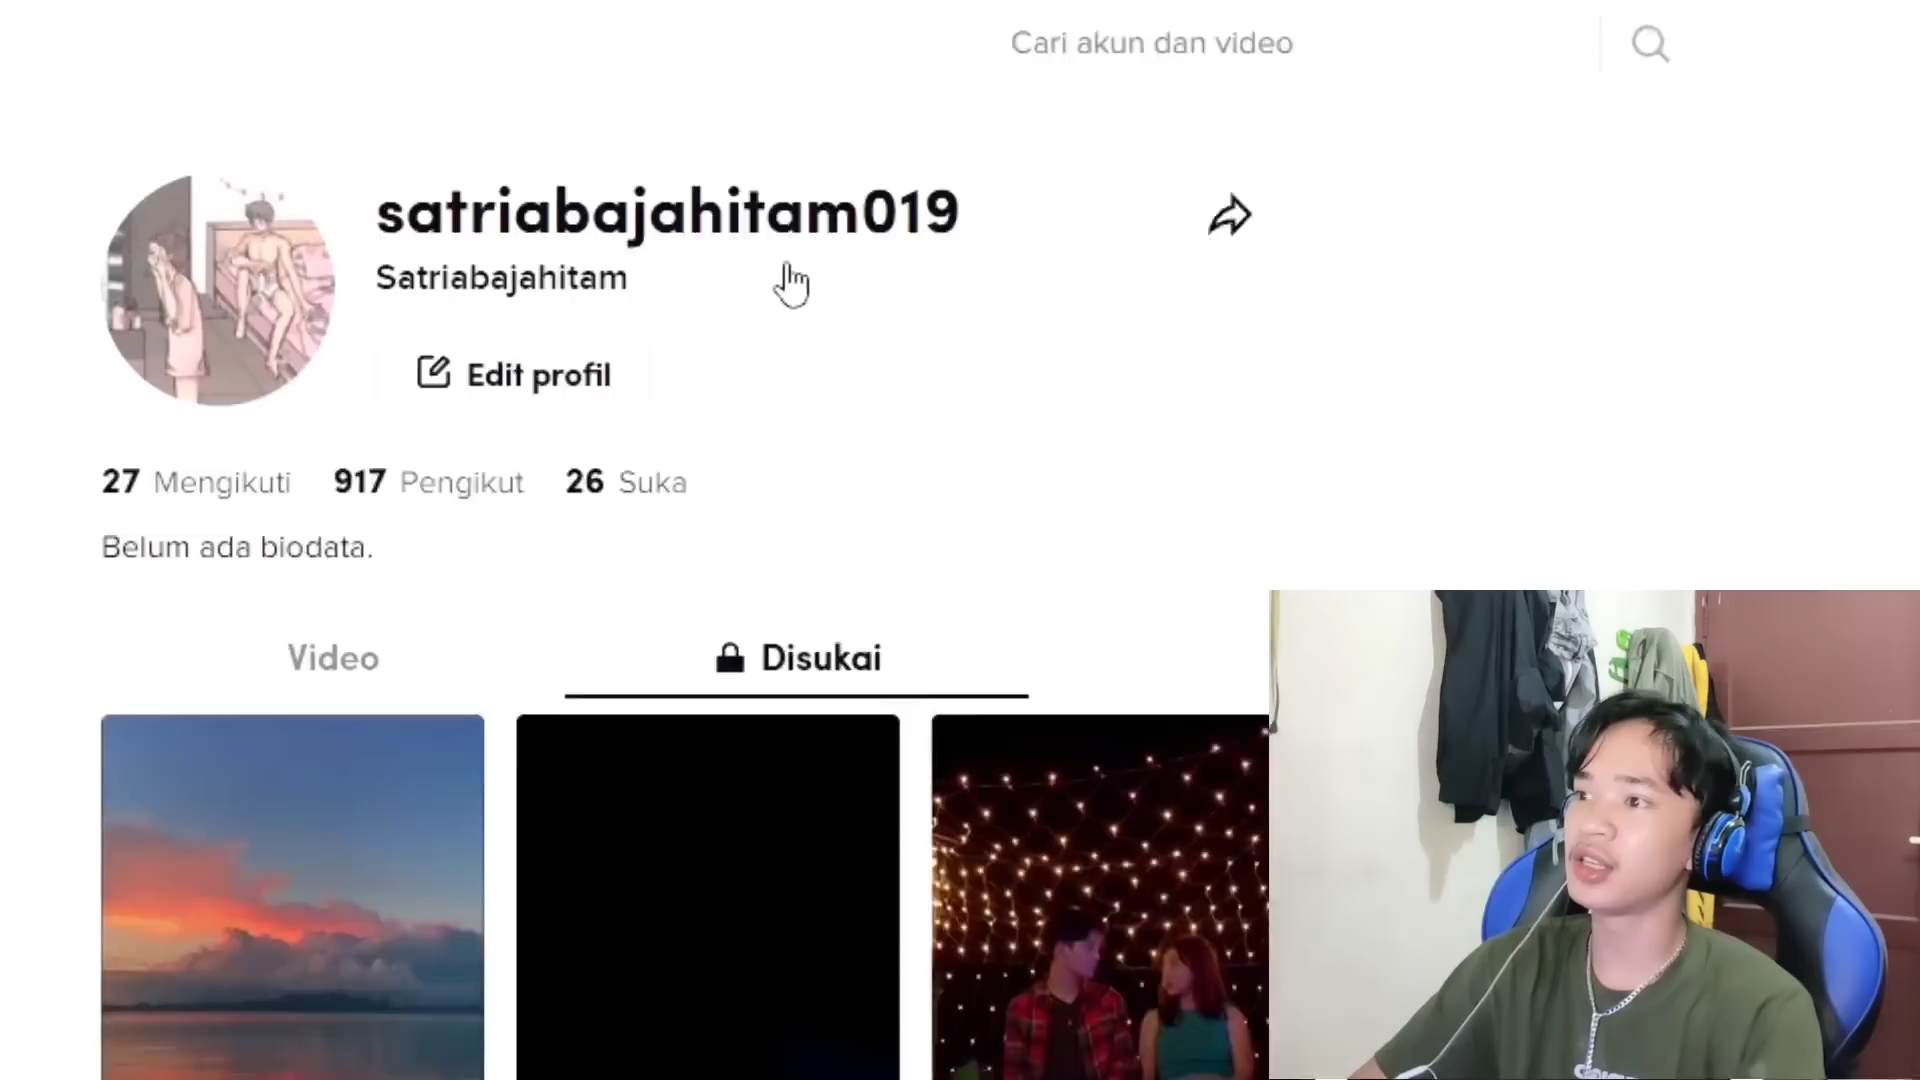 Cari akun dan video
satriabajahitam019
Satriabajahitam
Edit profil
27 Mengikuti 917 Pengikut 26 Suka
Belum ada biodata.
Video
Disukai